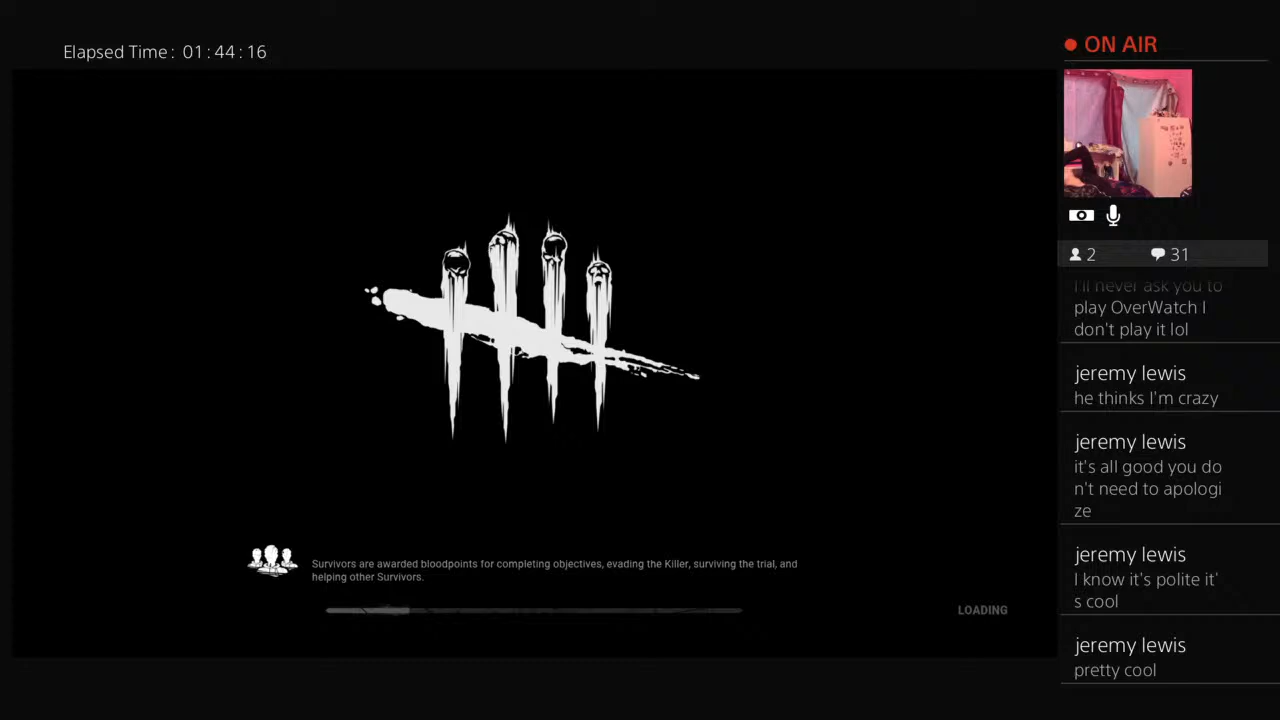 Elapsed Time: 01:44:16
ON AIR
2
31
I'll never ask you to
play OverWatch I
don't play it lol
jeremy lewis
he thinks I'm crazy
jeremy lewis
it's all good you do
n't need to apologi
ze
jeremy lewis
I know it's polite it'
s cool
jeremy lewis
pretty cool
Survivors are awarded bloodpoints for completing objectives, evading the Killer, surviving the trial, and
helping other Survivors.
LOADING